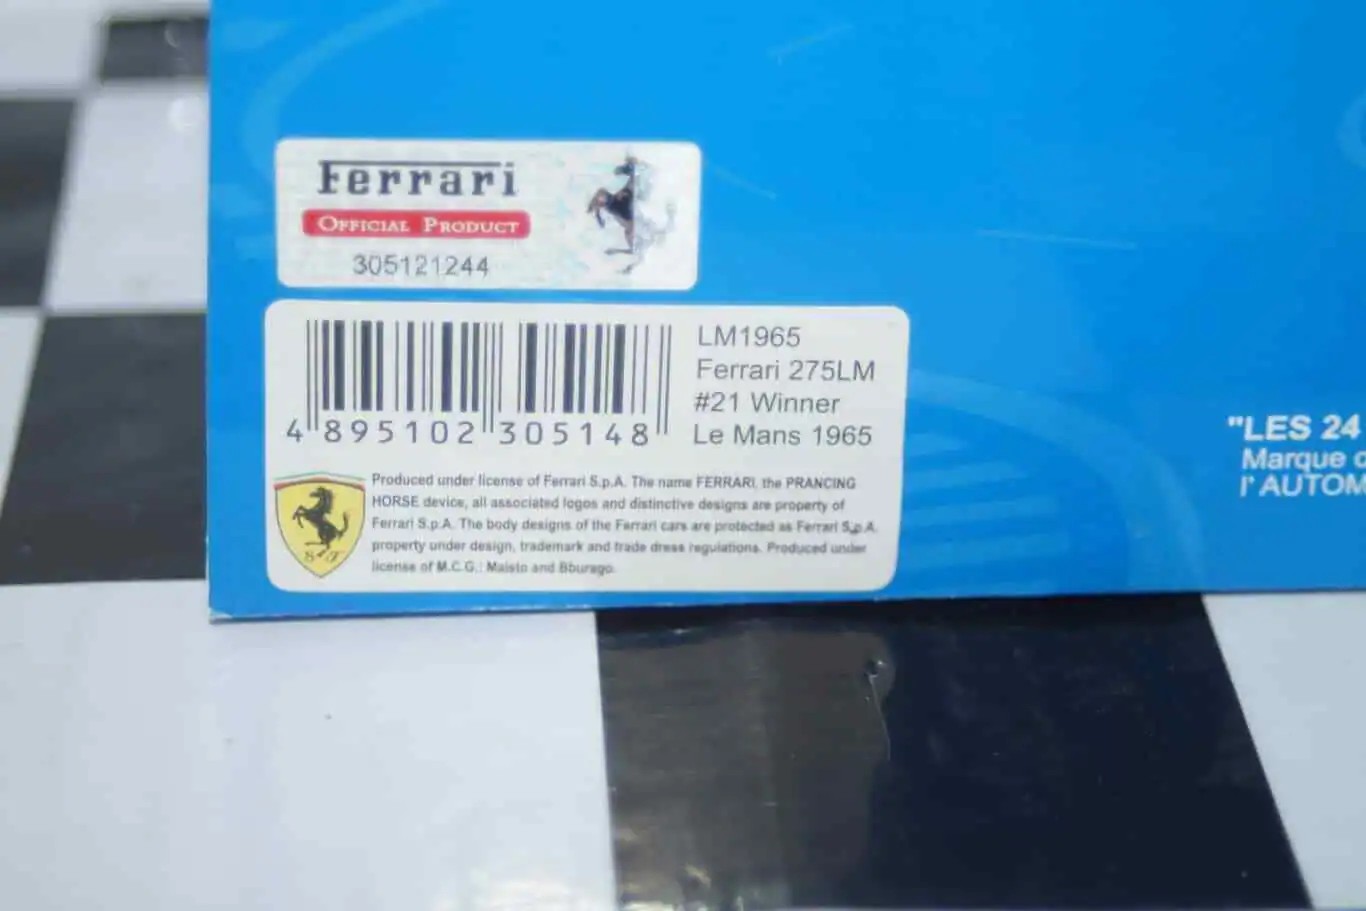 Ferrari
OFFICIAL PRODUCT
305121244
4 895102 305148
LM1965
Ferrari 275LM
#21 Winner
Le Mans 1965
Produced under license of Ferrari S.p.A. The name FERRARI, the PRANCING
HORSE device, all associated logos and distinctive designs are property of
Ferrari S.p.A. The body designs of the Ferrari cars are protected as Ferrari S.p.A.
property under design, trademark and trade dress regulations. Produced under
license of M.C.G.: Maisto and Bburago.
S F
"LES 24
Marque
l' AUTOM